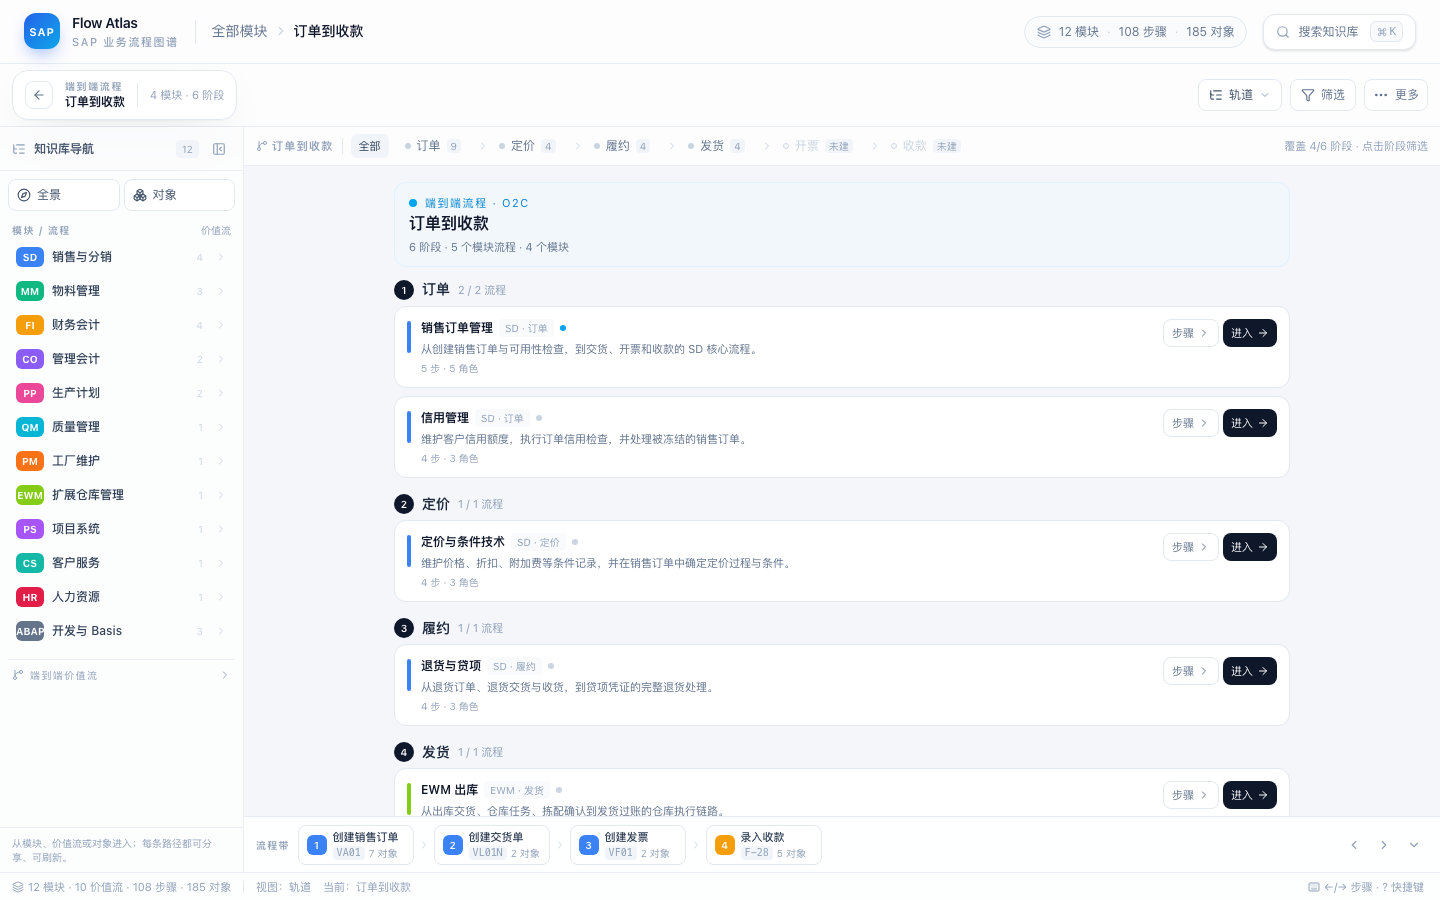 SAP
Flow Atlas
SAP 业务流程图谱
全部模块 > 订单到收款
12 模块 · 108 步骤 · 185 对象
搜索知识库 ⌘K
端到端流程
订单到收款
4 模块 · 6 阶段
轨道
筛选
更多
知识库导航 12
订单到收款 全部 订单 9 定价 4 履约 4 发货 4 开票 未建 收款 未建
覆盖 4/6 阶段 · 点击阶段筛选
全景
对象
模块 / 流程 价值流
SD 销售与分销 4
MM 物料管理 3
FI 财务会计 4
CO 管理会计 2
PP 生产计划 2
QM 质量管理 1
PM 工厂维护 1
EWM 扩展仓库管理 1
PS 项目系统 1
CS 客户服务 1
HR 人力资源 1
ABAP 开发与 Basis 3
端到端价值流
从模块、价值流或对象进入；每条路径都可分
享、可刷新。
端到端流程 · O2C
订单到收款
6 阶段 · 5 个模块流程 · 4 个模块
1 订单 2 / 2 流程
销售订单管理 SD · 订单
从创建销售订单与可用性检查，到交货、开票和收款的 SD 核心流程。
5 步 · 5 角色
步骤 进入 →
信用管理 SD · 订单
维护客户信用额度，执行订单信用检查，并处理被冻结的销售订单。
4 步 · 3 角色
步骤 进入 →
2 定价 1 / 1 流程
定价与条件技术 SD · 定价
维护价格、折扣、附加费等条件记录，并在销售订单中确定定价过程与条件。
4 步 · 3 角色
步骤 进入 →
3 履约 1 / 1 流程
退货与贷项 SD · 履约
从退货订单、退货交货与收货，到贷项凭证的完整退货处理。
4 步 · 3 角色
步骤 进入 →
4 发货 1 / 1 流程
EWM 出库 EWM · 发货
从出库交货、仓库任务、拣配确认到发货过账的仓库执行链路。
步骤 进入 →
流程带
1 创建销售订单
VA01 7 对象
2 创建交货单
VL01N 2 对象
3 创建发票
VF01 2 对象
4 录入收款
F-28 5 对象
12 模块 · 10 价值流 · 108 步骤 · 185 对象
视图：轨道 当前：订单到收款
←/→ 步骤 · ? 快捷键